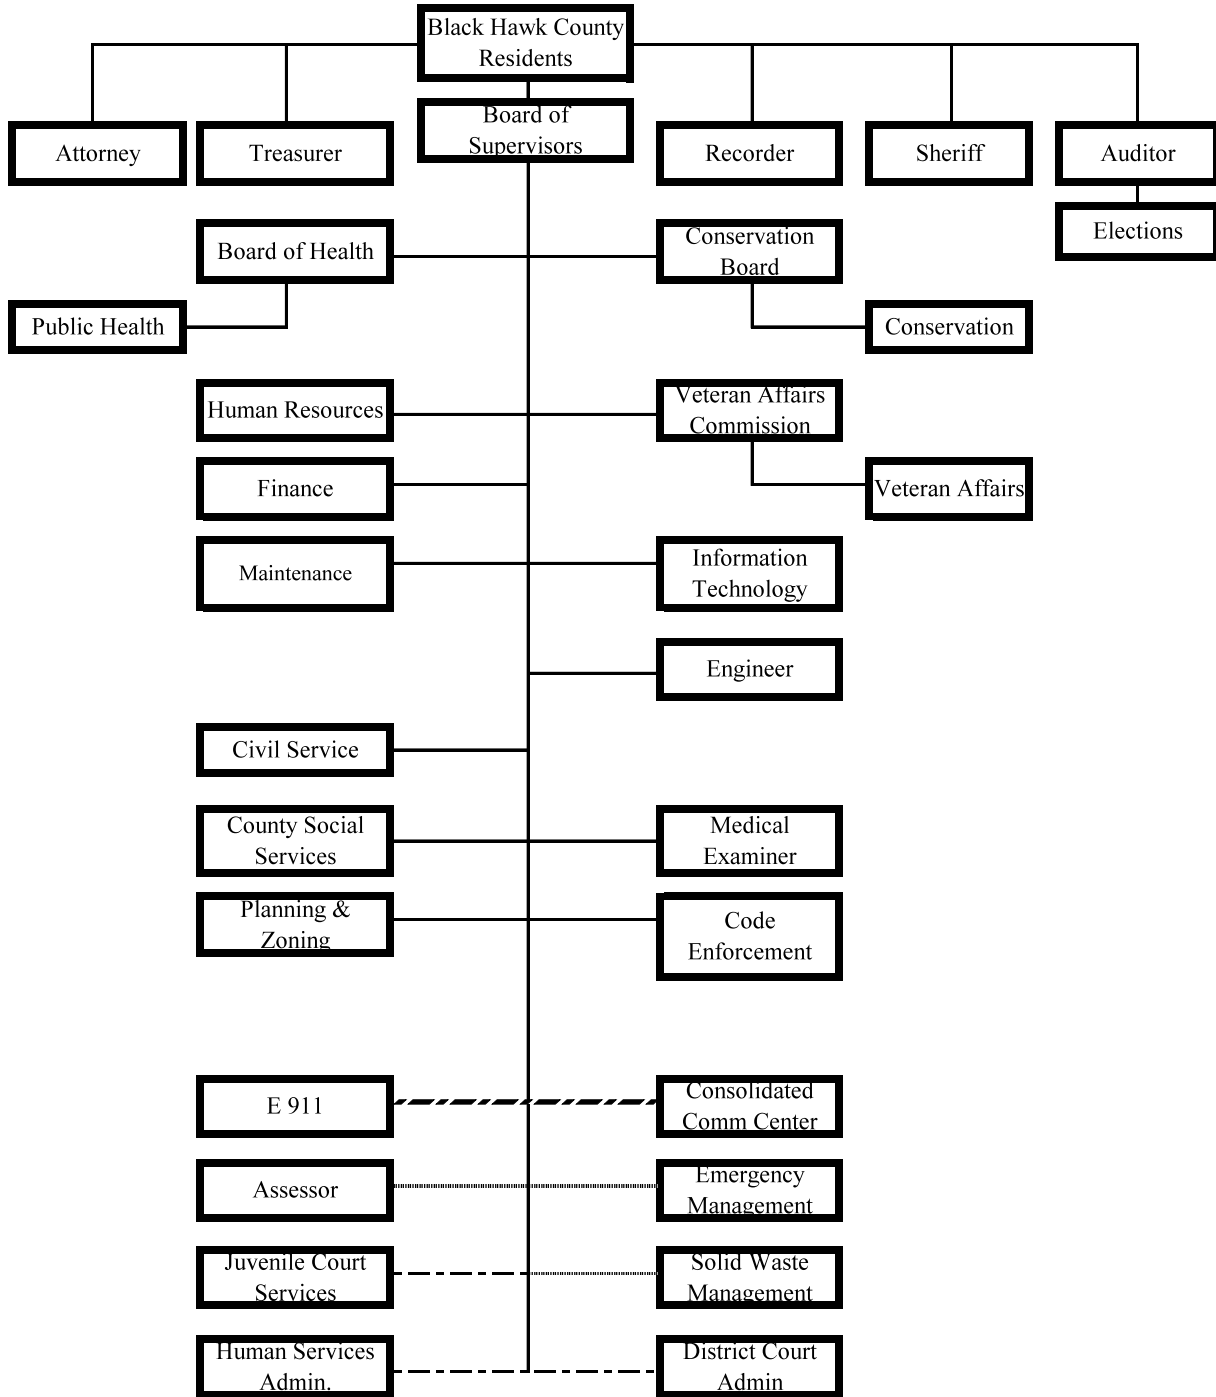 Black Hawk County
Residents
Board of
Supervisors
Attorney
Treasurer
Recorder
Sheriff
Auditor
Elections
Board of Health
Conservation
Board
Public Health
Conservation
Human Resources
Veteran Affairs
Commission
Finance
Veteran Affairs
Maintenance
Information
Technology
Engineer
Civil Service
County Social
Services
Medical
Examiner
Planning &
Zoning
Code
Enforcement
E 911
Consolidated
Comm Center
Assessor
Emergency
Management
Juvenile Court
Services
Solid Waste
Management
Human Services
Admin.
District Court
Admin